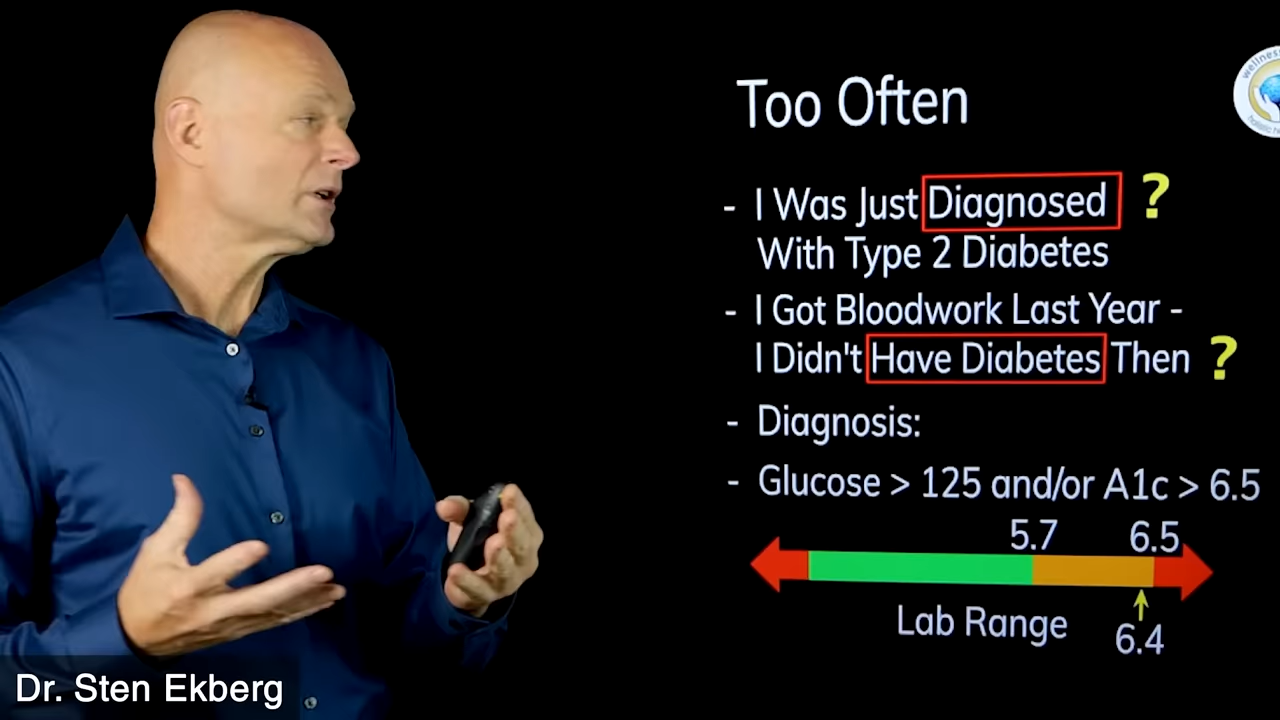 Too Often
- I Was Just Diagnosed ?
With Type 2 Diabetes
- I Got Bloodwork Last Year -
I Didn't Have Diabetes Then ?
- Diagnosis:
- Glucose > 125 and/or A1c > 6.5
5.7 6.5
Lab Range
6.4
Dr. Sten Ekberg